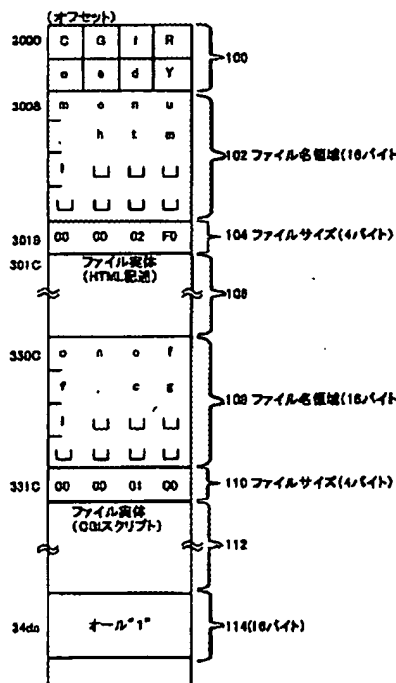 (オフセット)
3000 C G I R
e a d Y 100
3008 m e n u
. h t m
l ⎵ ⎵ ⎵ 102 ファイル名領域(16バイト
⎵ ⎵ ⎵ ⎵
3018 00 00 02 F0 104 ファイルサイズ(4バイト)
301C ファイル実体
(HTML記述) 106
330C o n o f
f . c g
i ⎵ ⎵ ⎵ 108 ファイル名領域(16バイト
⎵ ⎵ ⎵ ⎵
331C 00 00 01 C0 110 ファイルサイズ(4バイト)
ファイル実体
(CGIスクリプト) 112
34dn オール"1" 114(16バイト)